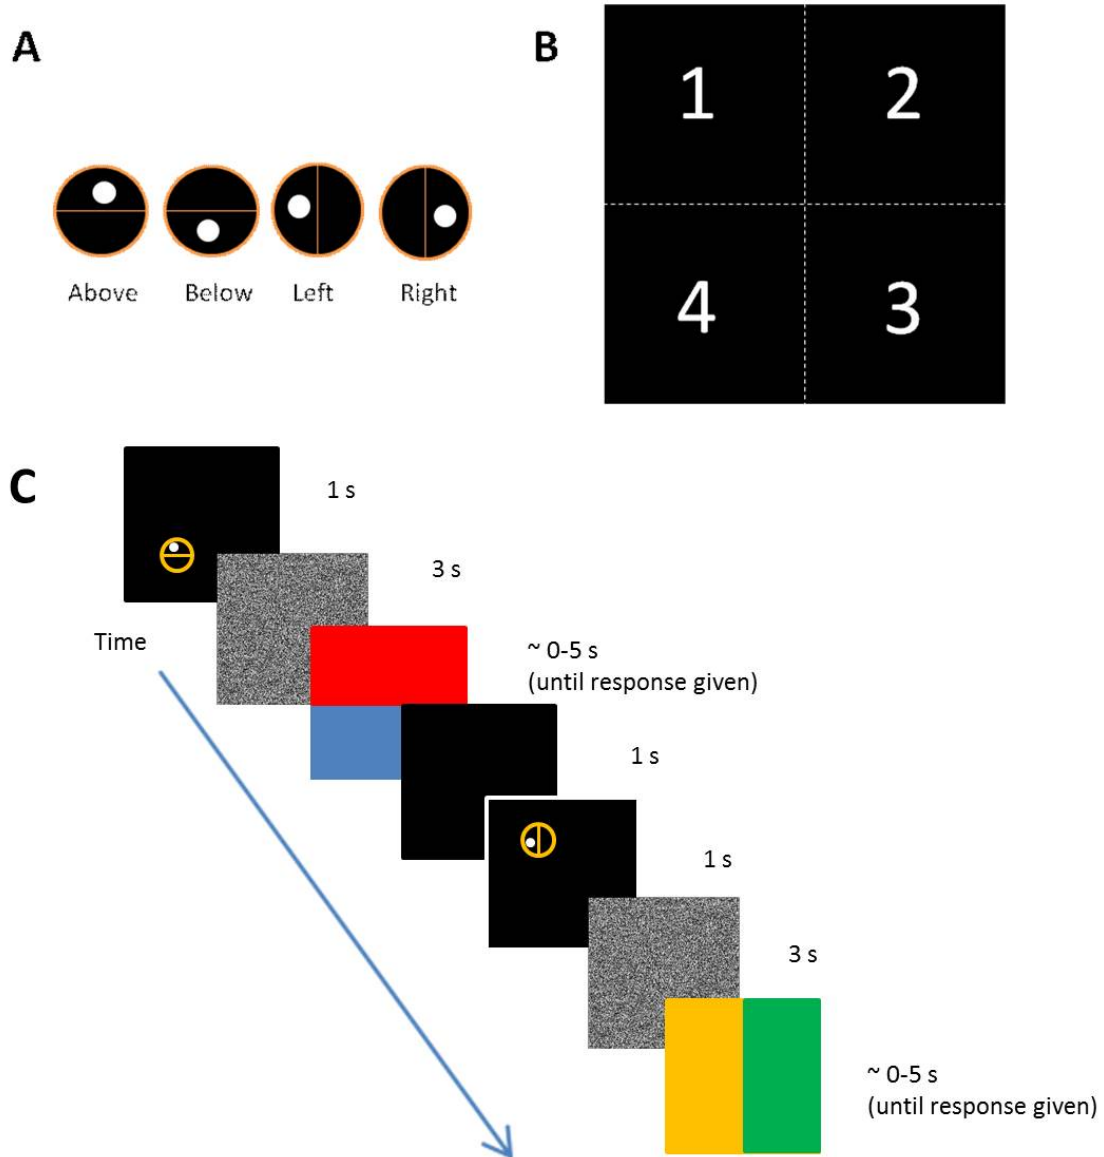 A
B
Above
Below
Left
Right
1
2
4
3
C
1 s
3 s
Time
~ 0-5 s
(until response given)
1 s
1 s
3 s
~ 0-5 s
(until response given)